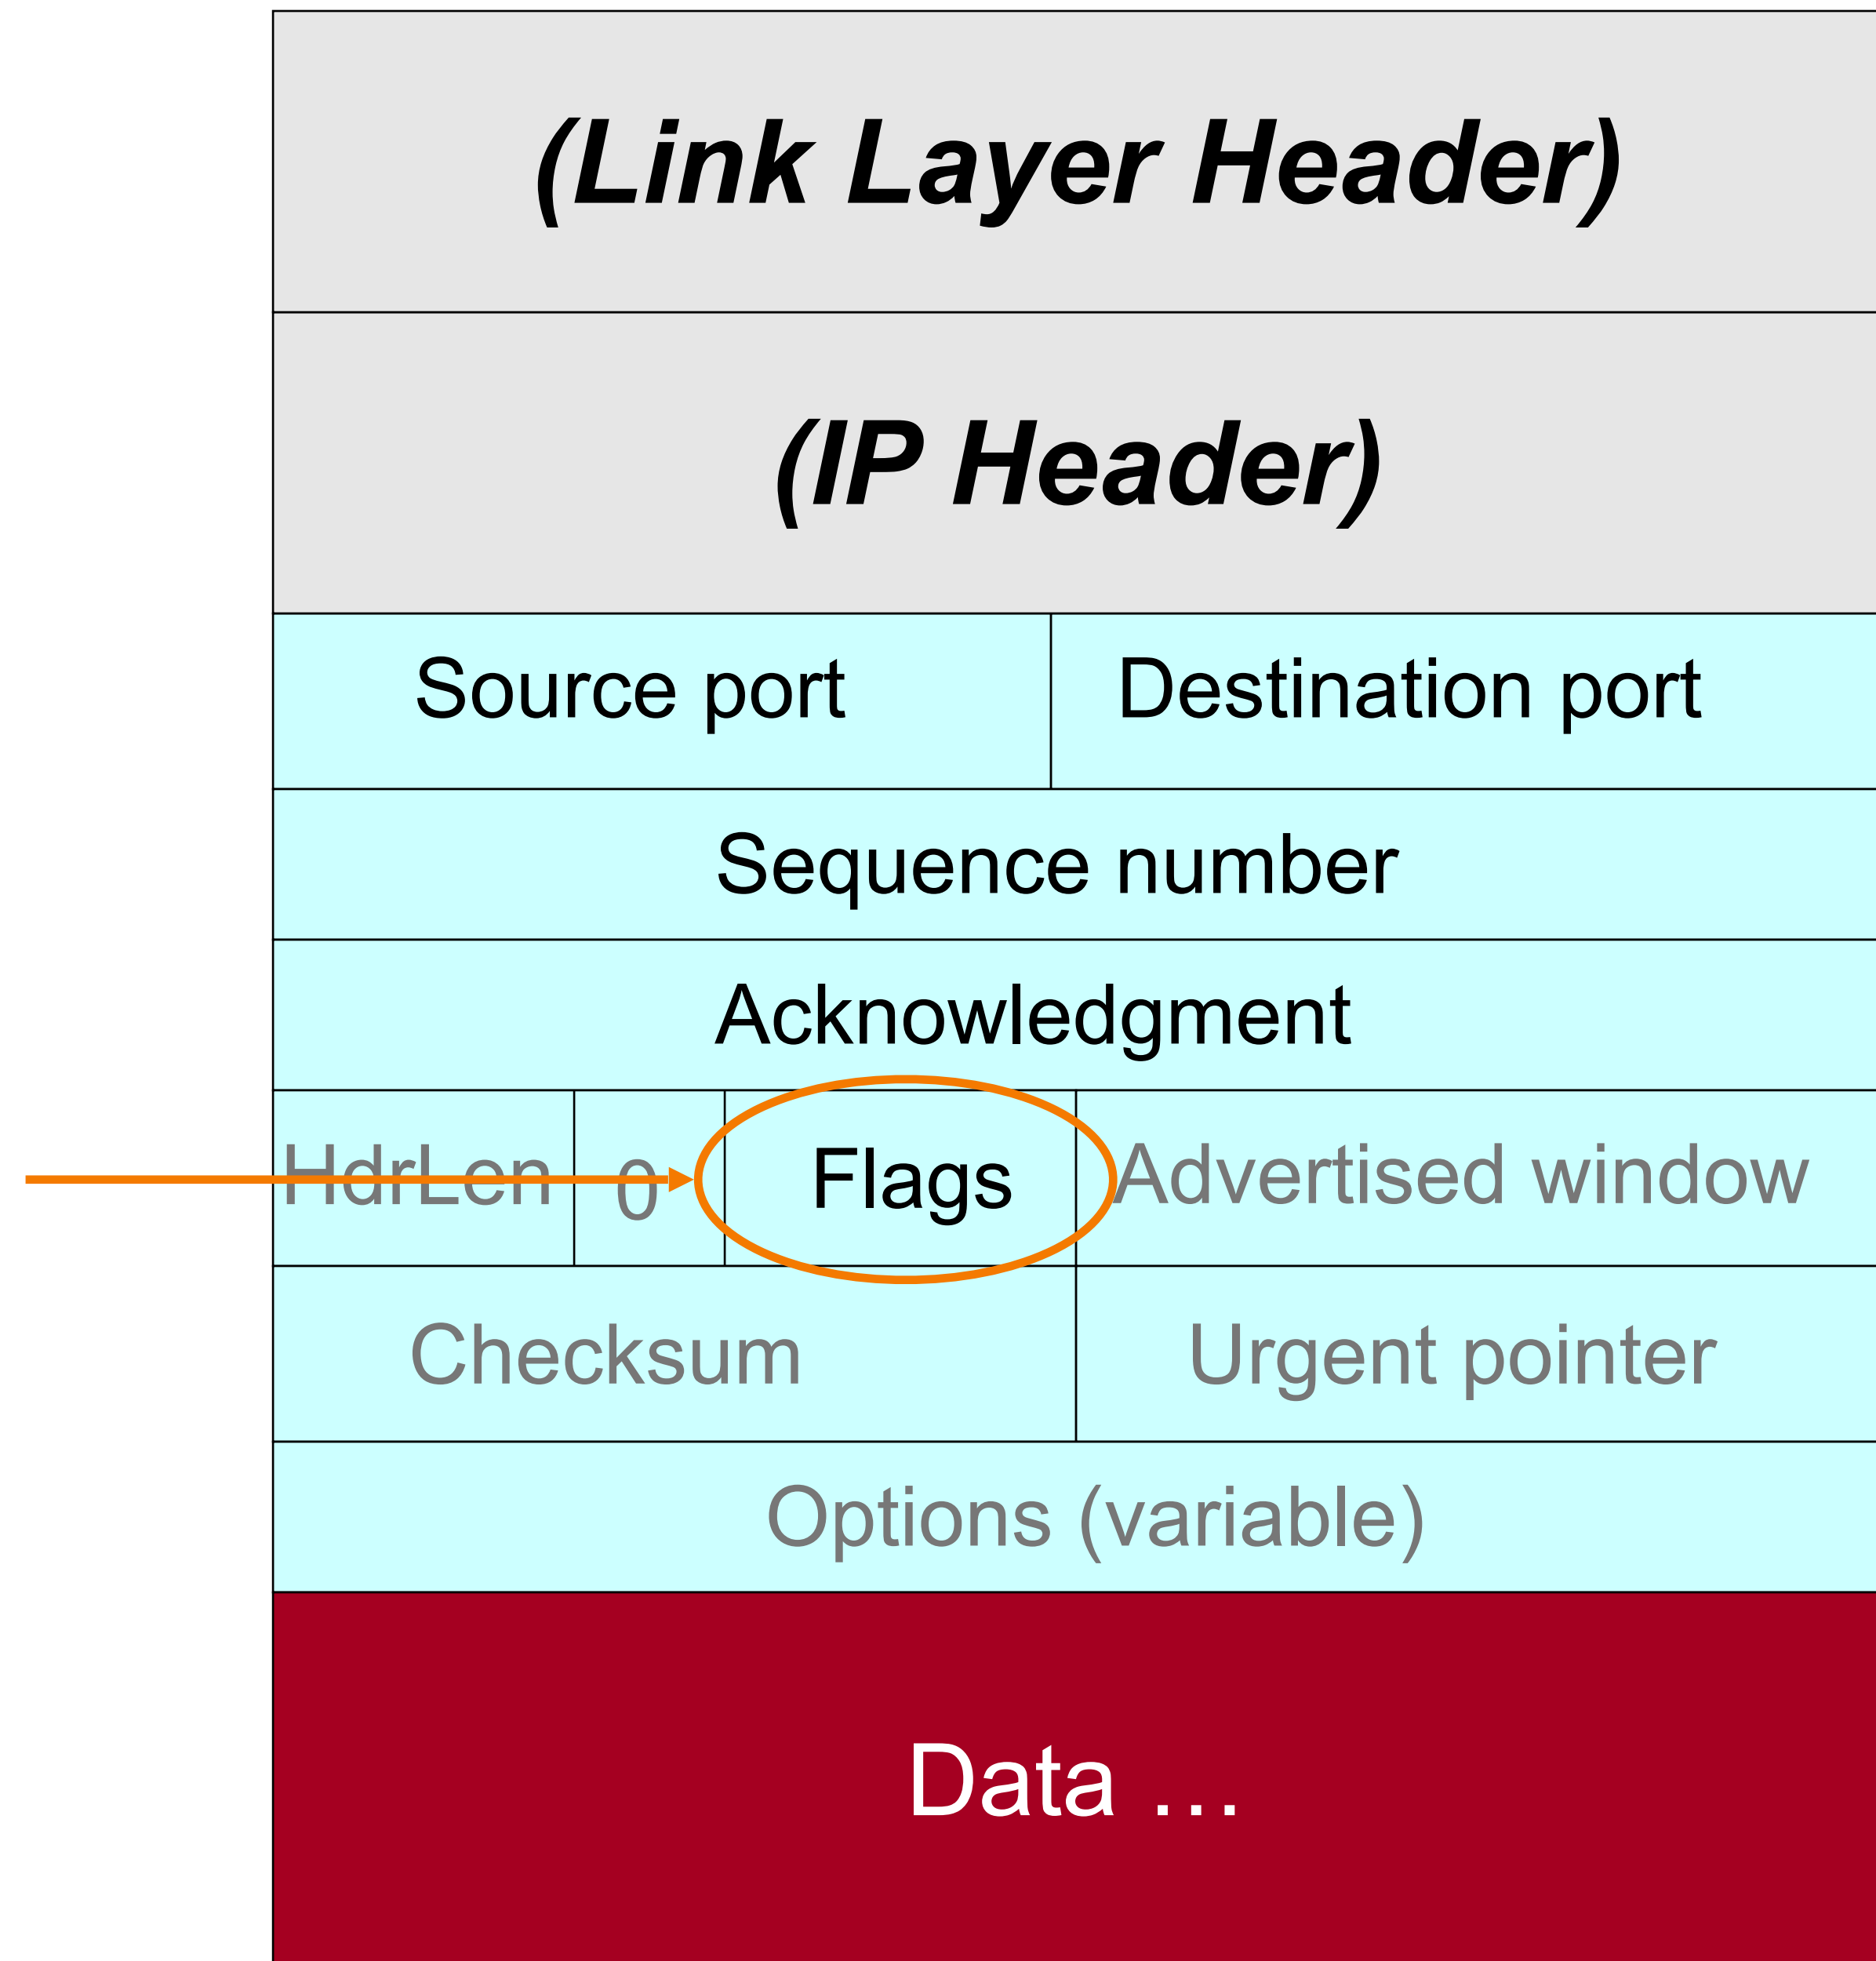 (Link Layer Header)
(IP Header)
Source port Destination port
Sequence number
Acknowledgment
HdrLen 0 Flags Advertised window
Checksum Urgent pointer
Options (variable)
Data …